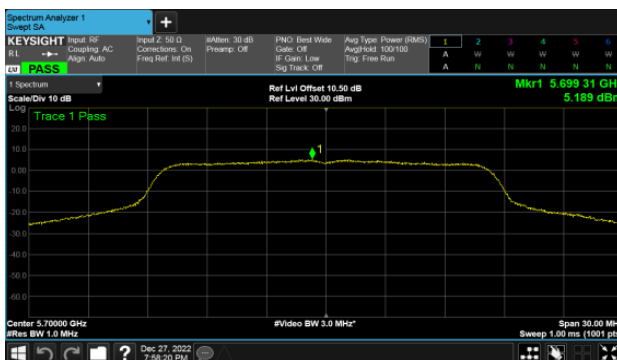 Spectrum Analyzer 1
Swept SA
+
KEYSIGHT Input: RF Input Z: 50 Ω #Atten: 30 dB PNO: Best Wide Avg Type: Power (RMS) 1 2 3 4 5 6
RL Coupling: AC Corrections: On Preamp: Off Gate: Off Avg|Hold: 100/100 A W W W W W
Align: Auto Freq Ref: Int (S) IF Gain: Low Trig: Free Run
LXI PASS Sig Track: Off A N N N N N
1 Spectrum Ref Lvl Offset 10.50 dB Mkr1 5.699 31 GH
Scale/Div 10 dB Ref Level 30.00 dBm 5.189 dBr
Log Trace 1 Pass
20.0
10.0 1
0.00
-10.0
-20.0
-30.0
-40.0
-50.0
-60.0
Center 5.70000 GHz #Video BW 3.0 MHz* Span 30.00 MH
#Res BW 1.0 MHz Sweep 1.00 ms (1001 pts
? Dec 27, 2022
7:58:20 PM